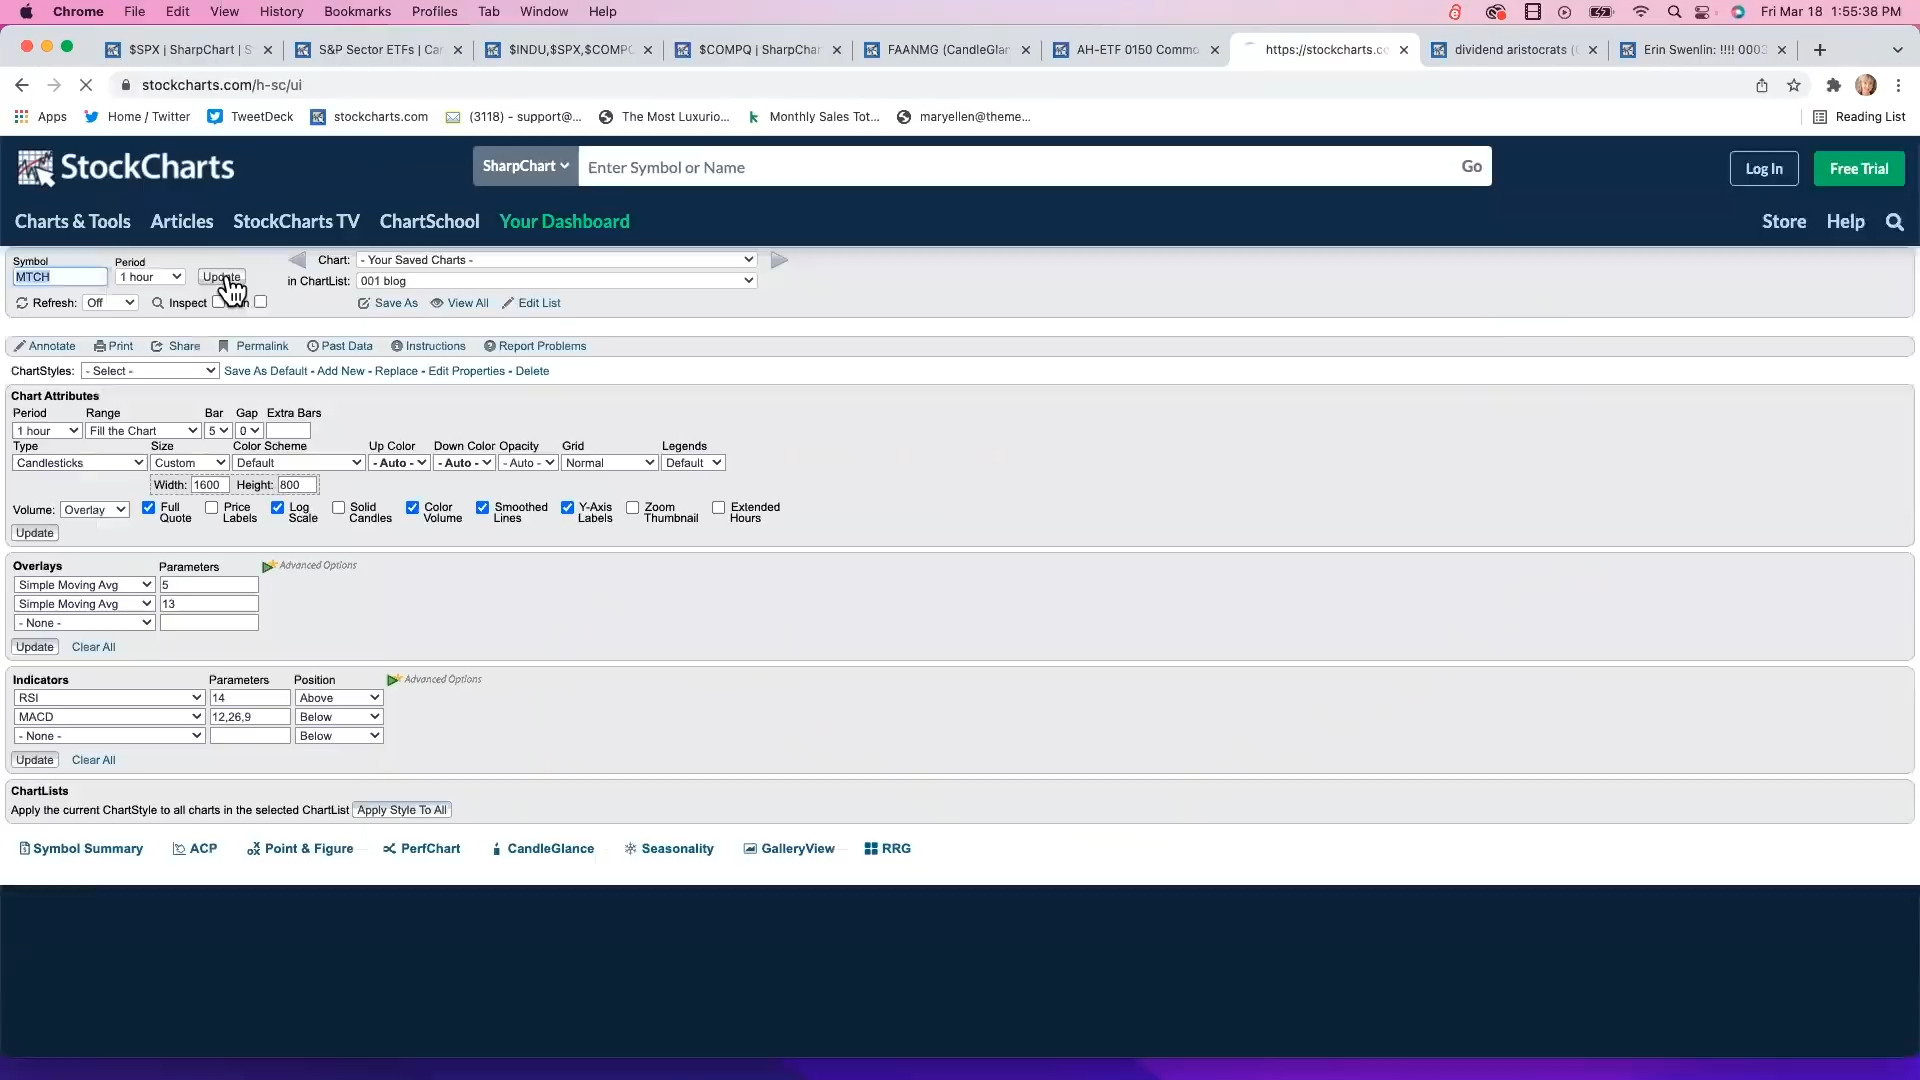 Chrome File Edit View History Bookmarks Profiles Tab Window Help Fri Mar 18 1:55:38 PM
$SPX | SharpChart | S S&P Sector ETFs | Car $INDU,$SPX,$COMPQ $COMPQ | SharpChar FAANMG (CandleGlan AH-ETF 0150 Commo https://stockcharts.co dividend aristocrats ( Erin Swenlin: !!!! 0003
stockcharts.com/h-sc/ui
Apps Home / Twitter TweetDeck stockcharts.com (3118) - support@... The Most Luxurio... Monthly Sales Tot... maryellen@theme... Reading List
StockCharts SharpChart Enter Symbol or Name Go Log In Free Trial
Charts & Tools Articles StockCharts TV ChartSchool Your Dashboard Store Help
Symbol Period Chart: - Your Saved Charts -
MTCH 1 hour Update in ChartList: 001 blog
Refresh: Off Inspect Save As View All Edit List
Annotate Print Share Permalink Past Data Instructions Report Problems
ChartStyles: - Select - Save As Default - Add New - Replace - Edit Properties - Delete
Chart Attributes
Period Range Bar Gap Extra Bars
1 hour Fill the Chart 5 0
Type Size Color Scheme Up Color Down Color Opacity Grid Legends
Candlesticks Custom Default - Auto - - Auto - - Auto - Normal Default
Width: 1600 Height: 800
Volume: Overlay Full Quote Price Labels Log Scale Solid Candles Color Volume Smoothed Lines Y-Axis Labels Zoom Thumbnail Extended Hours
Update
Overlays Parameters Advanced Options
Simple Moving Avg 5
Simple Moving Avg 13
- None -
Update Clear All
Indicators Parameters Position Advanced Options
RSI 14 Above
MACD 12,26,9 Below
- None - Below
Update Clear All
ChartLists
Apply the current ChartStyle to all charts in the selected ChartList Apply Style To All
Symbol Summary ACP Point & Figure PerfChart CandleGlance Seasonality GalleryView RRG